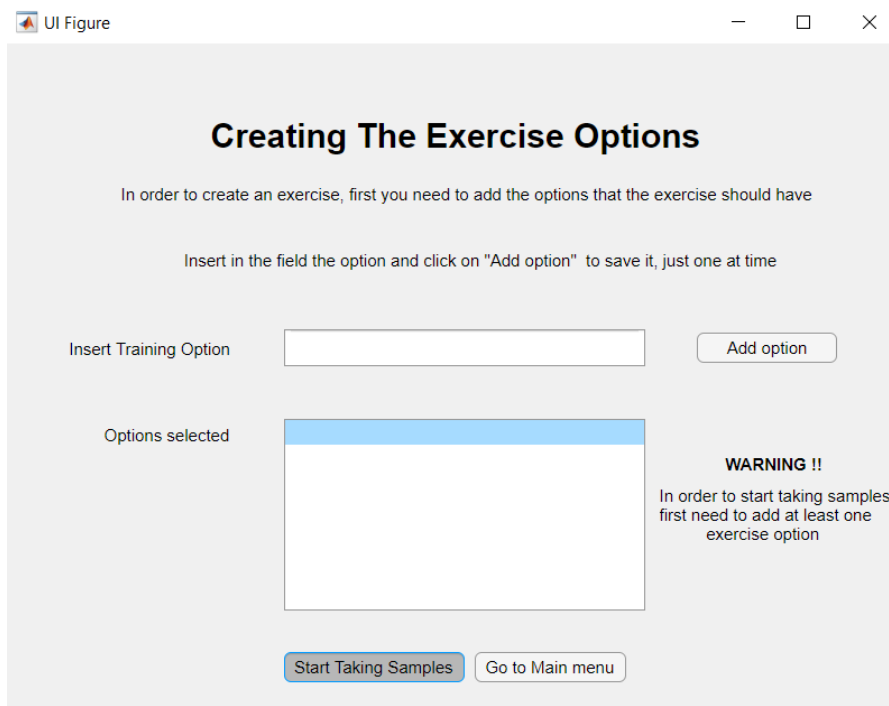 UI Figure
Creating The Exercise Options
In order to create an exercise, first you need to add the options that the exercise should have
Insert in the field the option and click on "Add option"  to save it, just one at time
Insert Training Option
Add option
Options selected
WARNING !!
In order to start taking samples
first need to add at least one
exercise option
Start Taking Samples
Go to Main menu